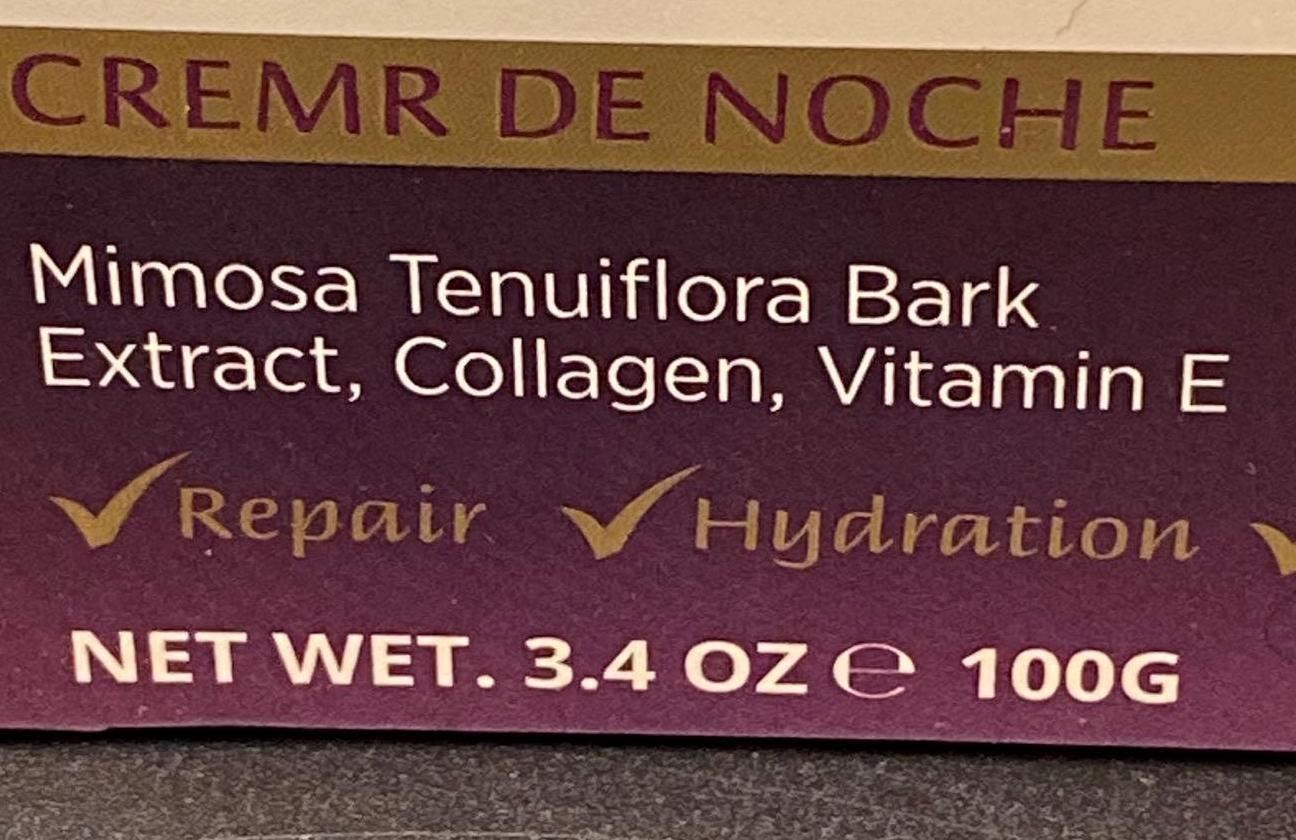 CREMR DE NOCHE
Mimosa Tenuiflora Bark
Extract, Collagen, Vitamin E
Repair Hydration
NET WET. 3.4 OZ ℮ 100G